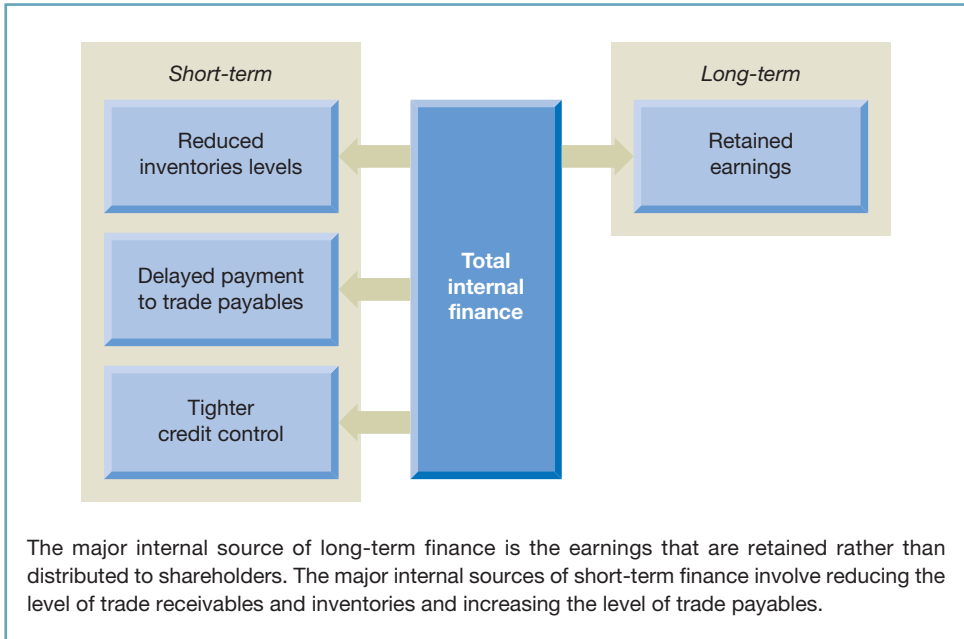 Short-term
Long-term
Reduced
inventories levels
Retained
earnings
Delayed payment
to trade payables
Total
internal
finance
Tighter
credit control
The major internal source of long-term finance is the earnings that are retained rather than
distributed to shareholders. The major internal sources of short-term finance involve reducing the
level of trade receivables and inventories and increasing the level of trade payables.